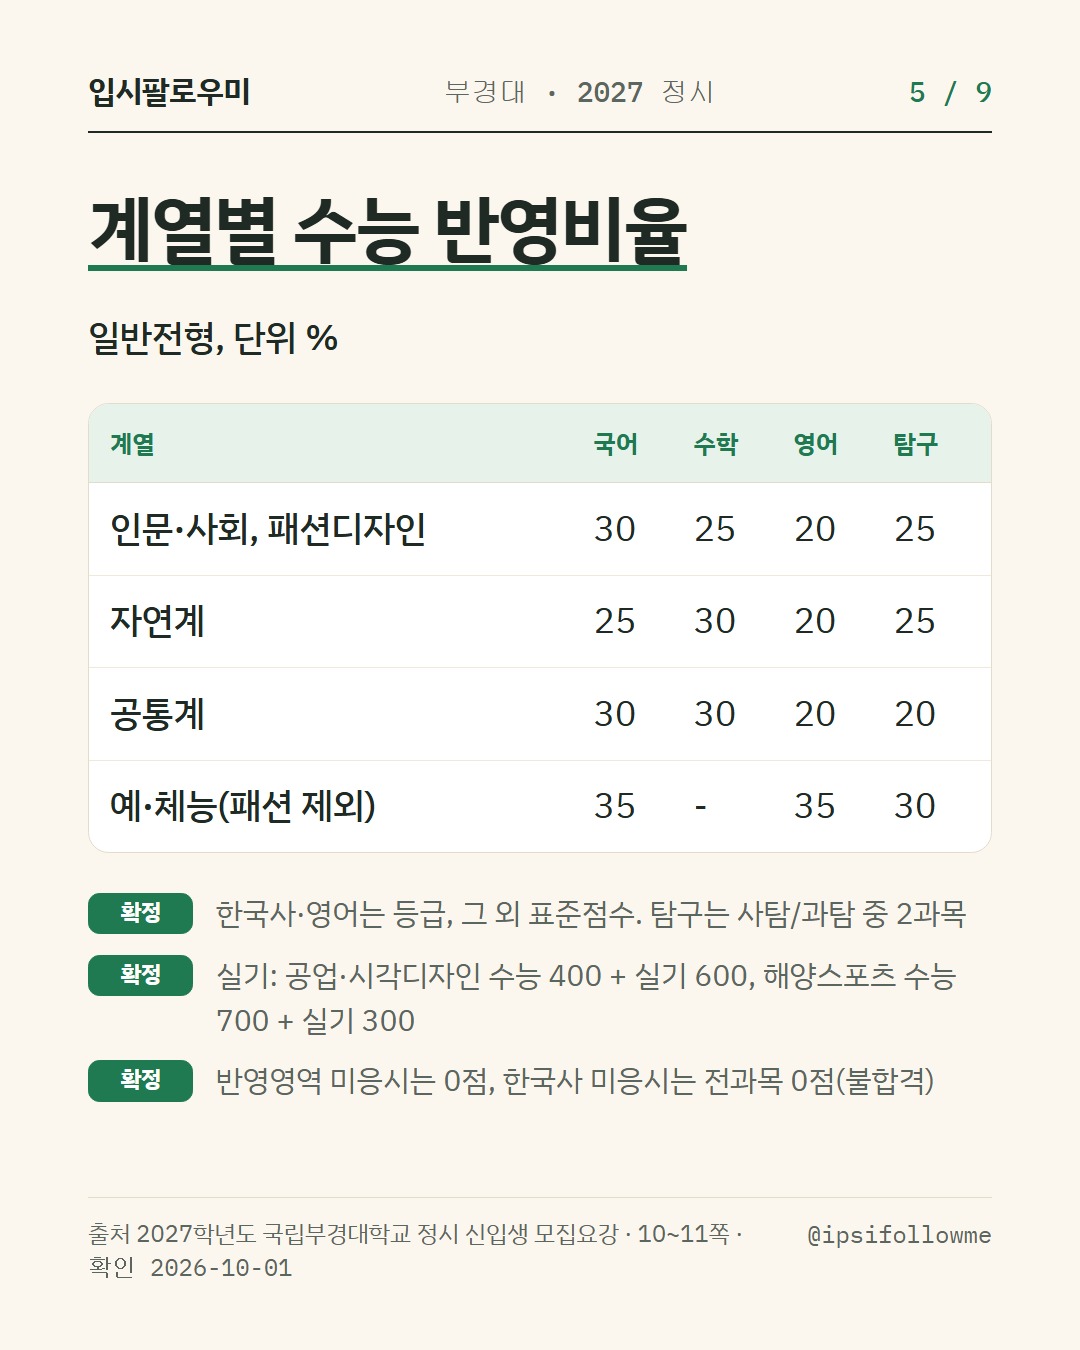 입시팔로우미 부경대 · 2027 정시 5 / 9
계열별 수능 반영비율
일반전형, 단위 %
계열 국어 수학 영어 탐구
인문·사회, 패션디자인 30 25 20 25
자연계 25 30 20 25
공통계 30 30 20 20
예·체능(패션 제외) 35 - 35 30
확정 한국사·영어는 등급, 그 외 표준점수. 탐구는 사탐/과탐 중 2과목
확정 실기: 공업·시각디자인 수능 400 + 실기 600, 해양스포츠 수능
700 + 실기 300
확정 반영영역 미응시는 0점, 한국사 미응시는 전과목 0점(불합격)
출처 2027학년도 국립부경대학교 정시 신입생 모집요강 · 10~11쪽 · @ipsifollowme
확인 2026-10-01